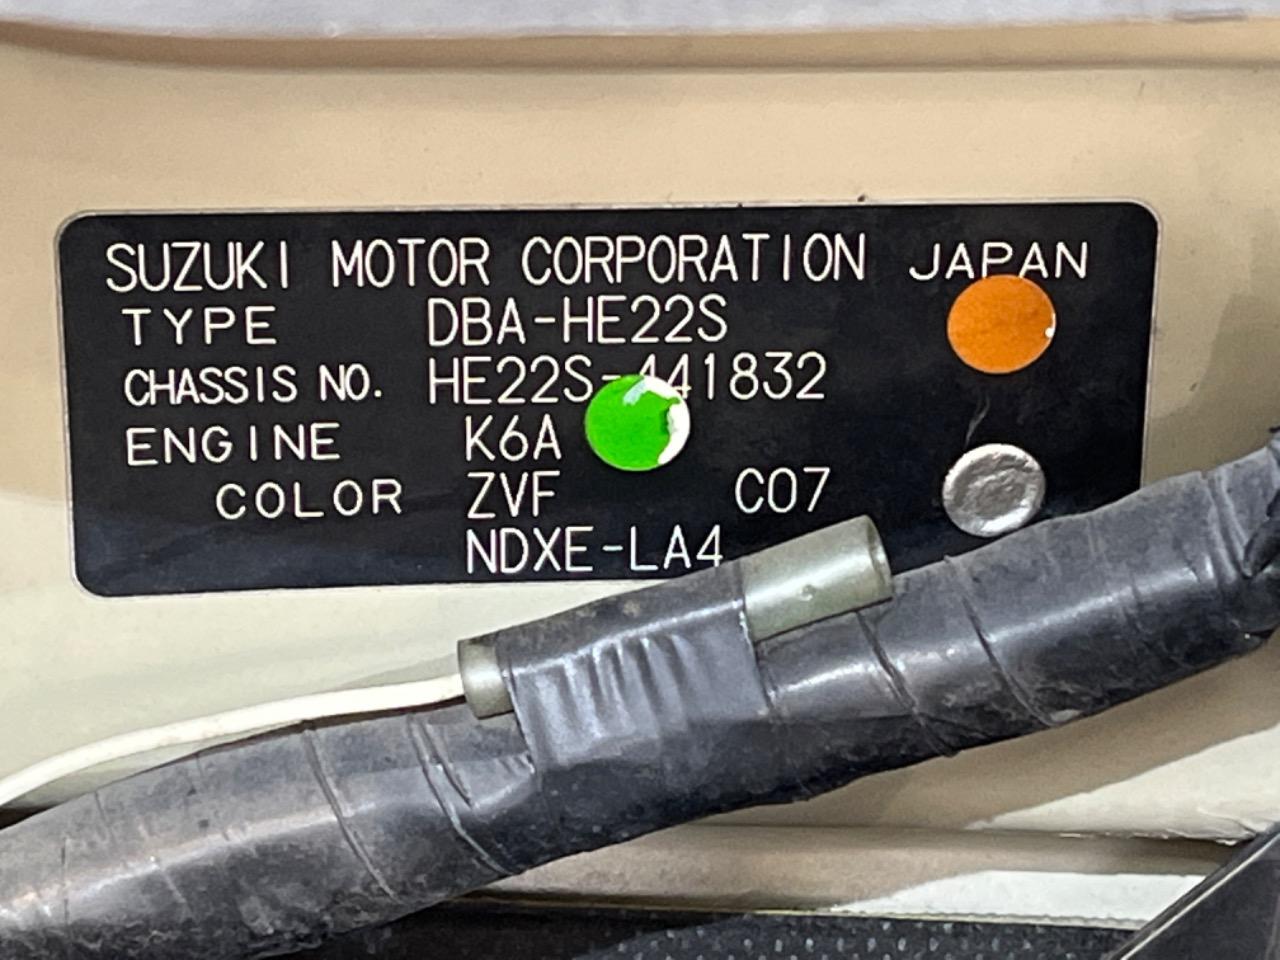 SUZUKI MOTOR CORPORATION JAPAN
TYPE DBA-HE22S
CHASSIS NO. HE22S-441832
ENGINE K6A
COLOR ZVF C07
NDXE-LA4